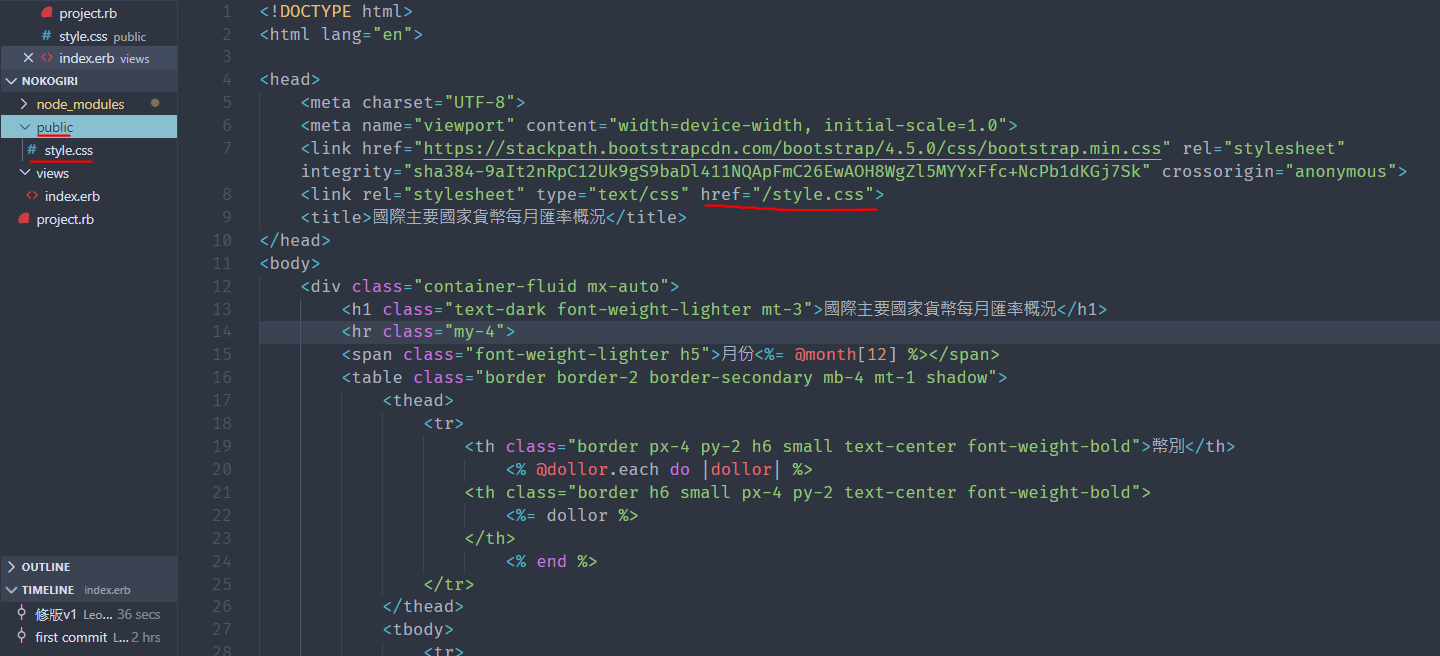 project.rb
# style.css public
index.erb views
NOKOGIRI
node_modules
public
# style.css
views
index.erb
project.rb
OUTLINE
TIMELINE index.erb
修版v1 Leo... 36 secs
first commit L... 2 hrs
1 <!DOCTYPE html>
2 <html lang="en">
3
4 <head>
5 <meta charset="UTF-8">
6 <meta name="viewport" content="width=device-width, initial-scale=1.0">
7 <link href="https://stackpath.bootstrapcdn.com/bootstrap/4.5.0/css/bootstrap.min.css" rel="stylesheet"
integrity="sha384-9aIt2nRpC12Uk9gS9baDl411NQApFmC26EwAOH8WgZl5MYYxFfc+NcPb1dKGj7Sk" crossorigin="anonymous">
8 <link rel="stylesheet" type="text/css" href="/style.css">
9 <title>國際主要國家貨幣每月匯率概況</title>
10 </head>
11 <body>
12 <div class="container-fluid mx-auto">
13 <h1 class="text-dark font-weight-lighter mt-3">國際主要國家貨幣每月匯率概況</h1>
14 <hr class="my-4">
15 <span class="font-weight-lighter h5">月份<%= @month[12] %></span>
16 <table class="border border-2 border-secondary mb-4 mt-1 shadow">
17 <thead>
18 <tr>
19 <th class="border px-4 py-2 h6 small text-center font-weight-bold">幣別</th>
20 <% @dollor.each do |dollor| %>
21 <th class="border h6 small px-4 py-2 text-center font-weight-bold">
22 <%= dollor %>
23 </th>
24 <% end %>
25 </tr>
26 </thead>
27 <tbody>
28 <tr>